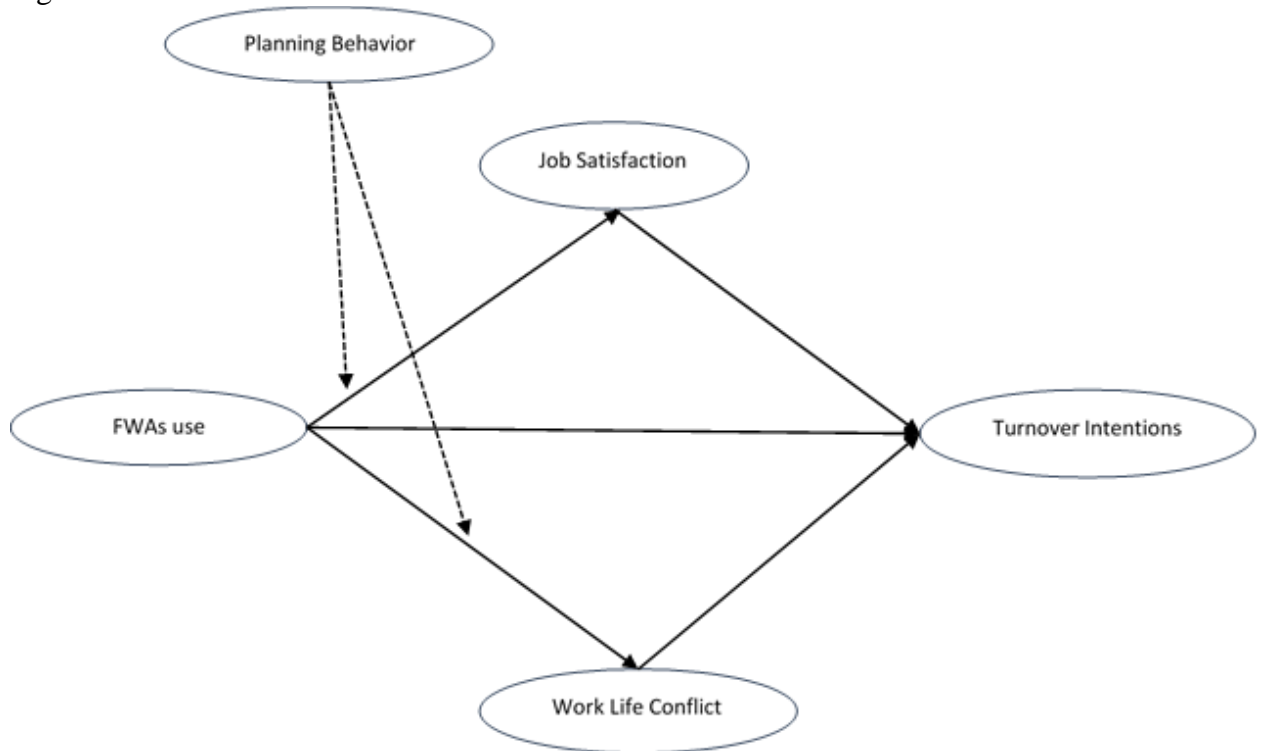 Planning Behavior
Job Satisfaction
FWAs use
Turnover Intentions
Work Life Conflict